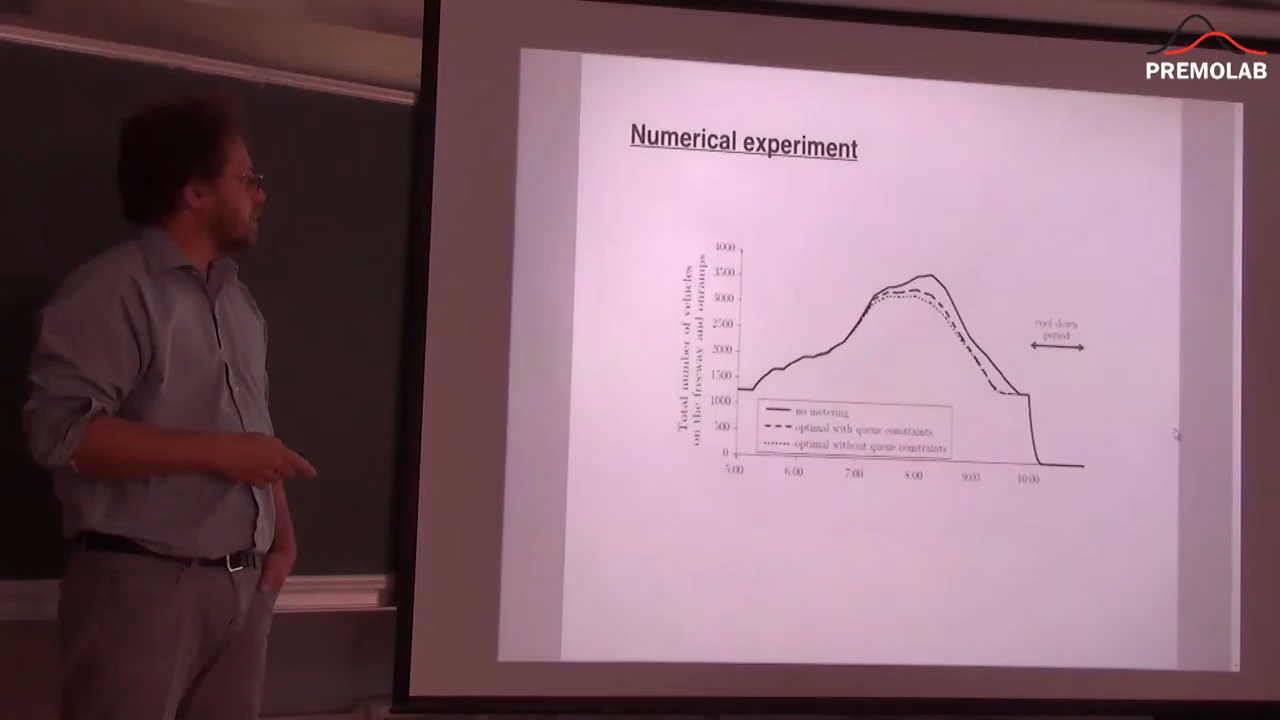 PREMOLAB
Numerical experiment
Total number of vehicles
on the freeway and onramps
4000
3500
3000
2500
2000
1500
1000
500
0
5:00
6:00
7:00
8:00
9:00
10:00
cool down
period
no metering
optimal with queue constraints
optimal without queue constraints